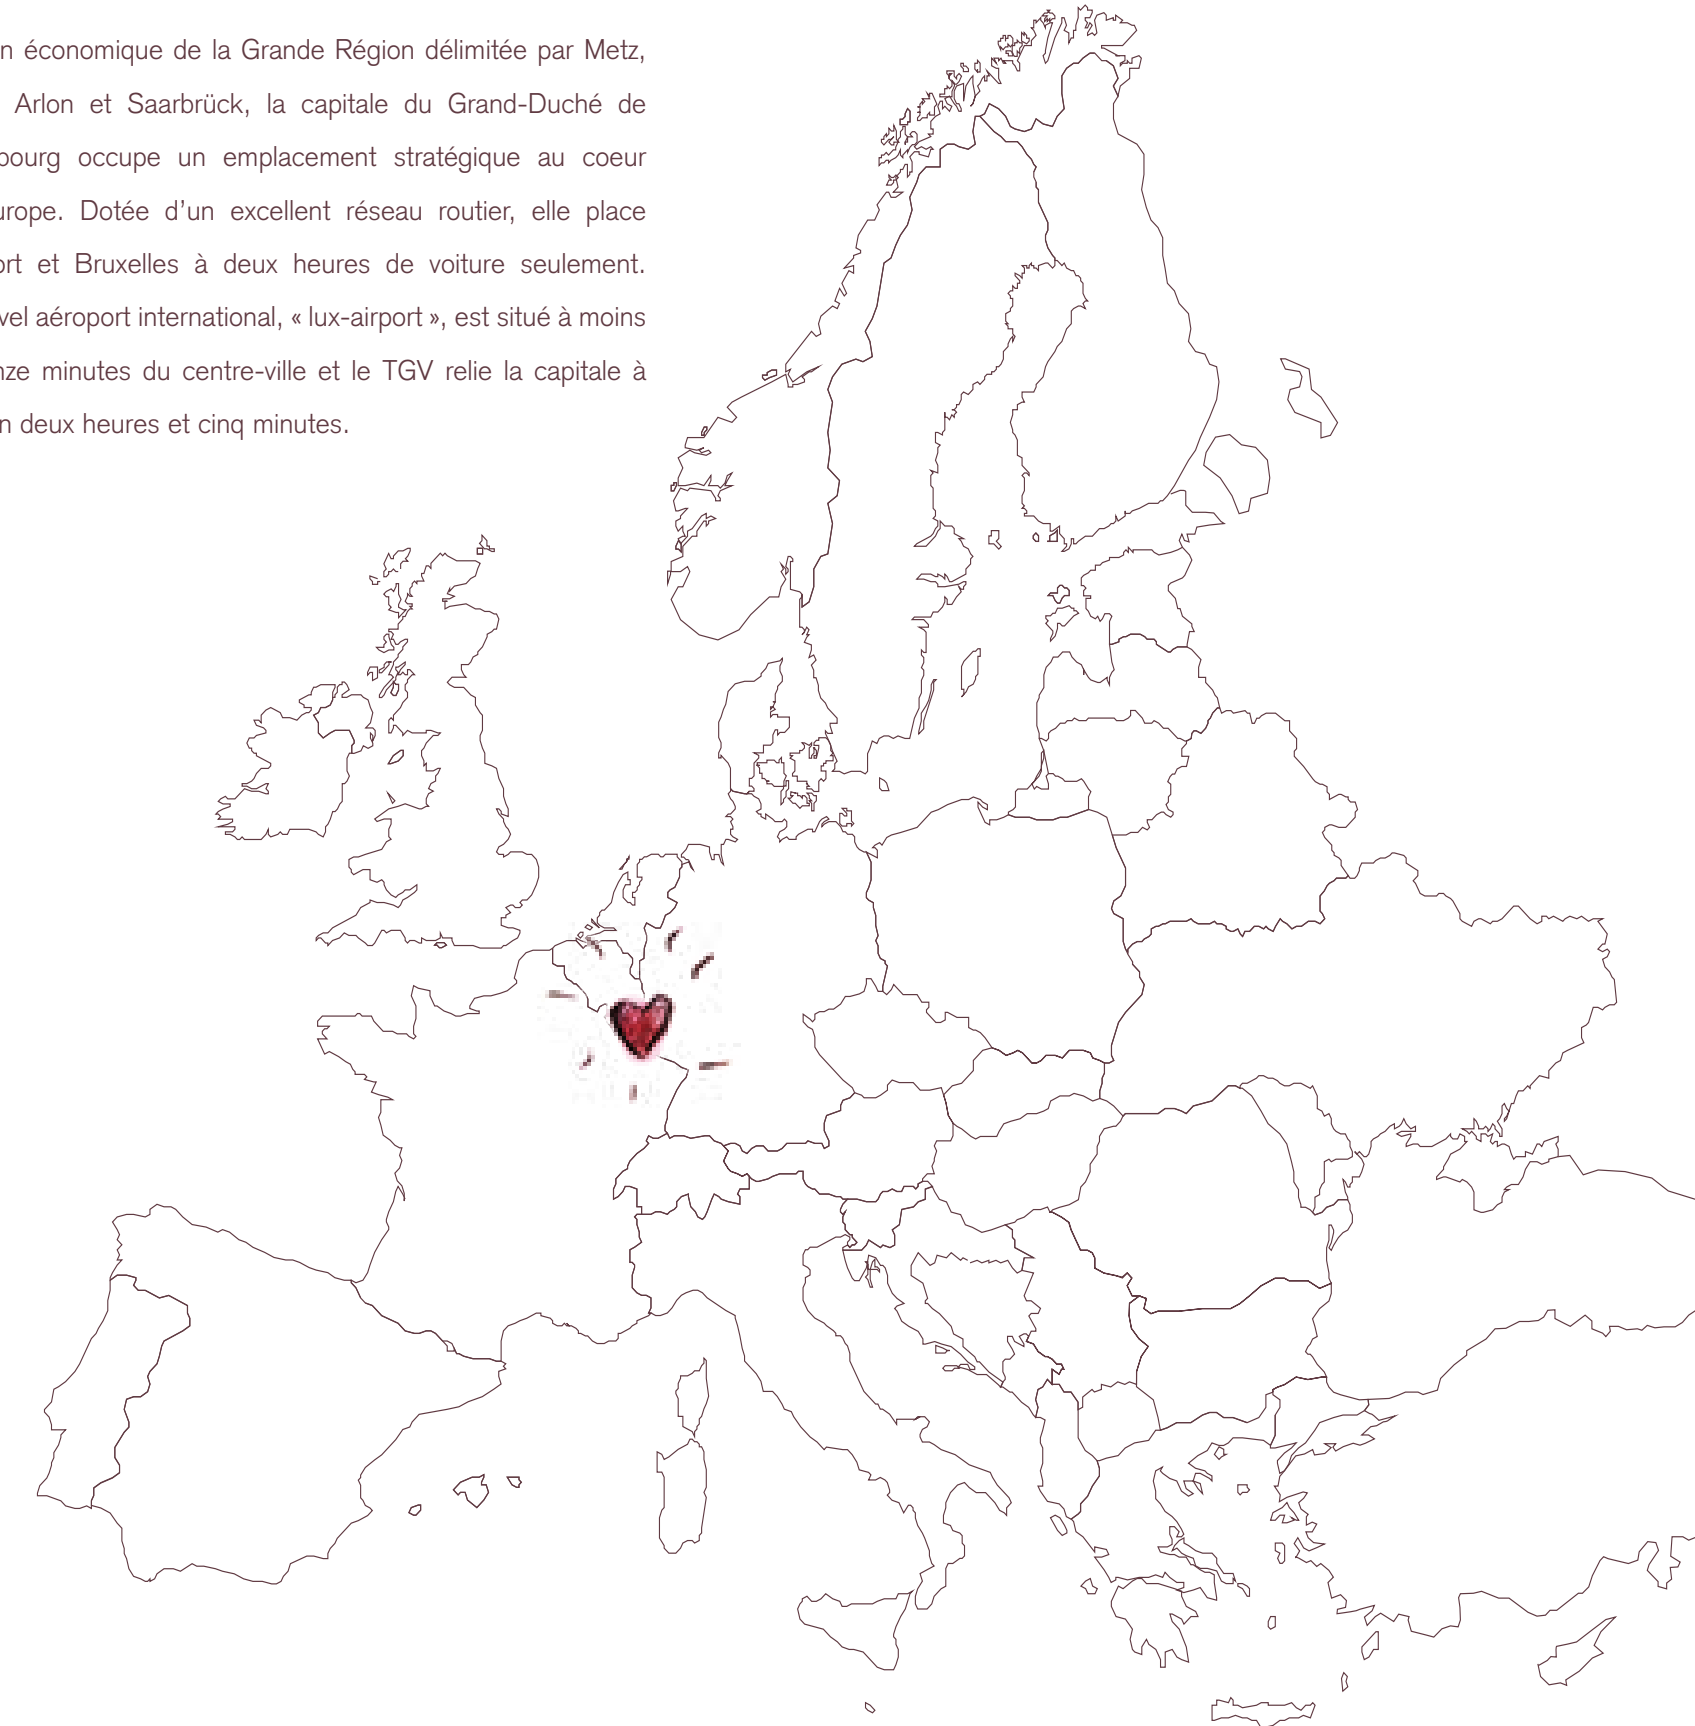 n économique de la Grande Région délimitée par Metz,
Arlon et Saarbrück, la capitale du Grand-Duché de
bourg occupe un emplacement stratégique au coeur
urope. Dotée d’un excellent réseau routier, elle place
ort et Bruxelles à deux heures de voiture seulement.
vel aéroport international, « lux-airport », est situé à moins
nze minutes du centre-ville et le TGV relie la capitale à
n deux heures et cinq minutes.